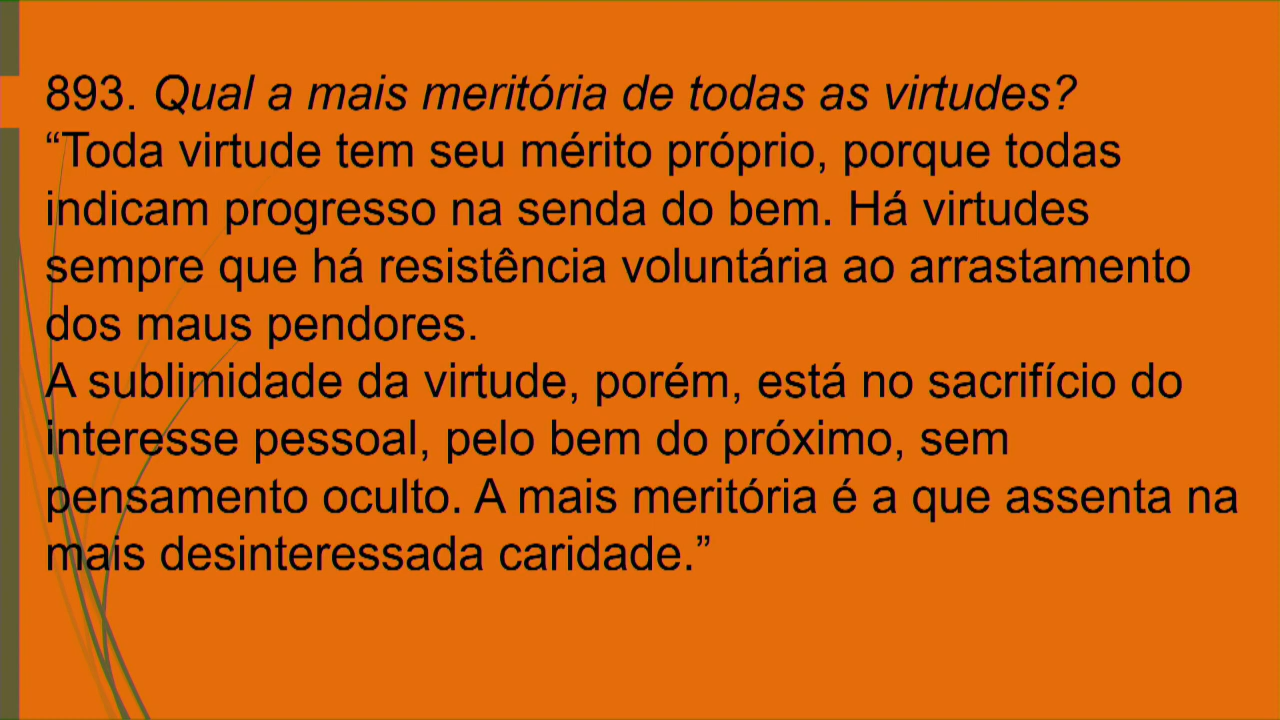 893. Qual a mais meritória de todas as virtudes?
“Toda virtude tem seu mérito próprio, porque todas
indicam progresso na senda do bem. Há virtudes
sempre que há resistência voluntária ao arrastamento
dos maus pendores.
A sublimidade da virtude, porém, está no sacrifício do
interesse pessoal, pelo bem do próximo, sem
pensamento oculto. A mais meritória é a que assenta na
mais desinteressada caridade.”